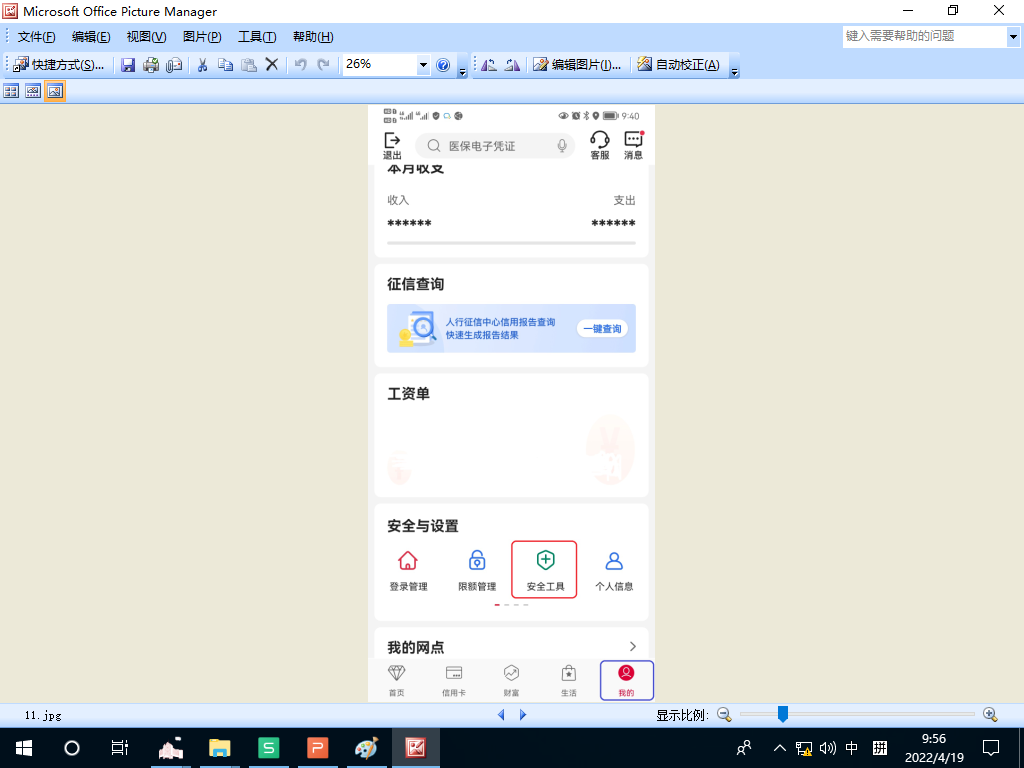 Microsoft Office Picture Manager
文件(F) 编辑(E) 视图(V) 图片(P) 工具(T) 帮助(H)
键入需要帮助的问题
快捷方式(S)...
26%
编辑图片(I)...
自动校正(A)
9:40
退出
医保电子凭证
客服
消息
本月收支
收入
支出
******
******
征信查询
人行征信中心信用报告查询
快速生成报告结果
一键查询
工资单
安全与设置
登录管理
限额管理
安全工具
个人信息
我的网点
首页
信用卡
财富
生活
我的
11.jpg
显示比例:
S
P
中
拼
9:56
2022/4/19